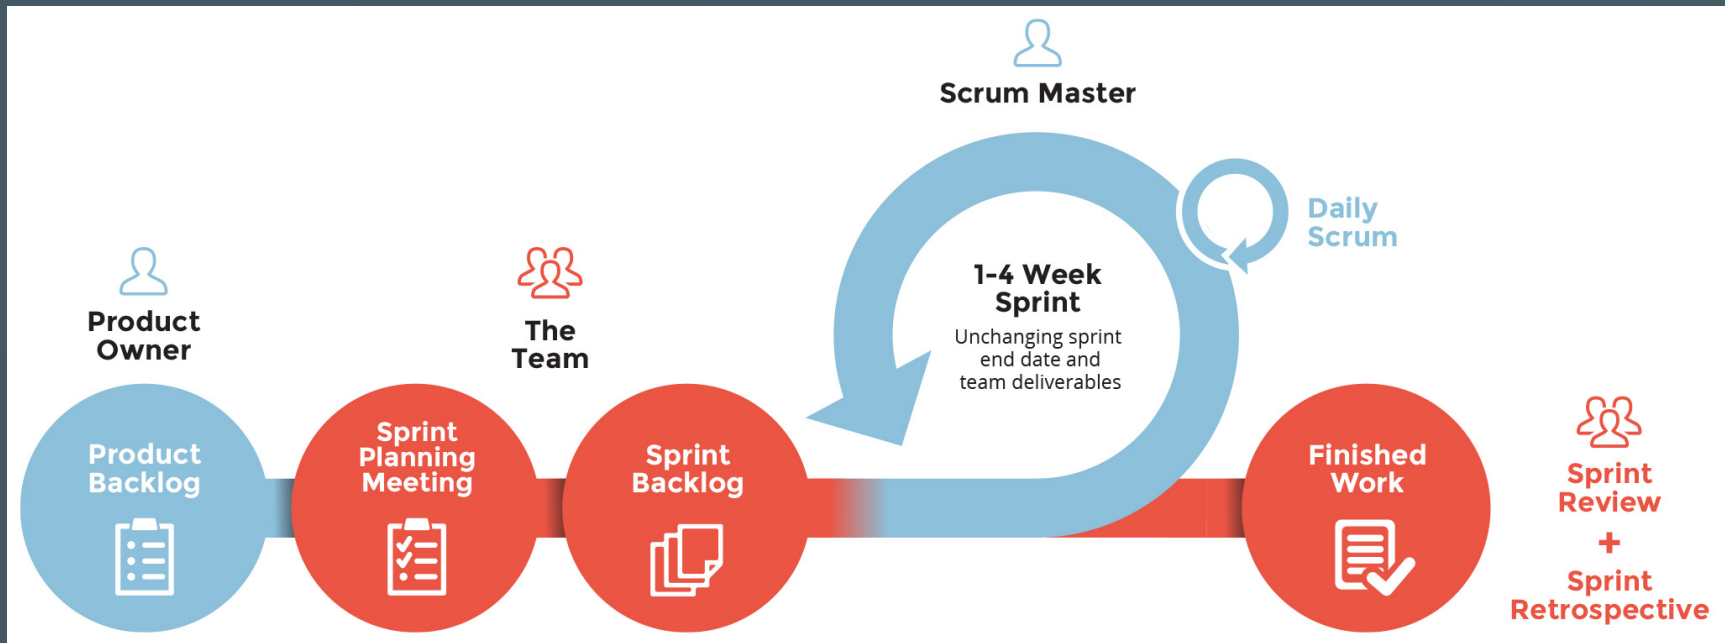 Scrum Master
Daily
Scrum
1-4 Week
Sprint
Unchanging sprint
end date and
team deliverables
Product
Owner
The
Team
Product
Backlog
Sprint
Planning
Meeting
Sprint
Backlog
Finished
Work
Sprint
Review
+
Sprint
Retrospective